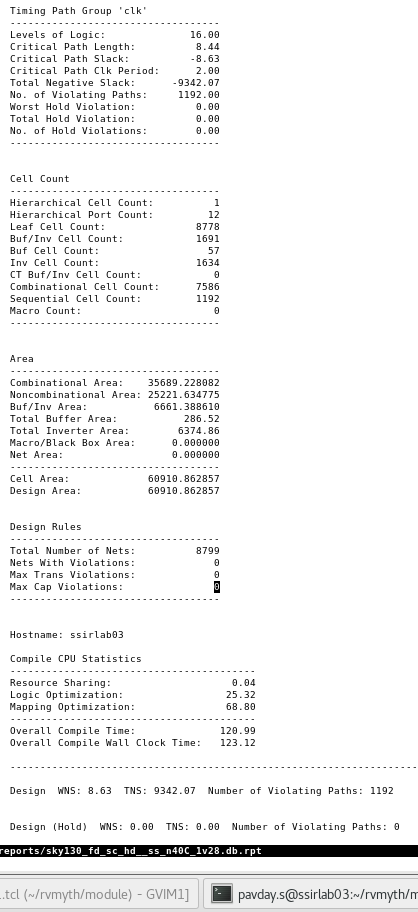 Timing Path Group 'clk'
-----------------------------------
Levels of Logic:              16.00
Critical Path Length:          8.44
Critical Path Slack:          -8.63
Critical Path Clk Period:      2.00
Total Negative Slack:      -9342.07
No. of Violating Paths:     1192.00
Worst Hold Violation:          0.00
Total Hold Violation:          0.00
No. of Hold Violations:        0.00
-----------------------------------
Cell Count
-----------------------------------
Hierarchical Cell Count:          1
Hierarchical Port Count:         12
Leaf Cell Count:               8778
Buf/Inv Cell Count:            1691
Buf Cell Count:                  57
Inv Cell Count:                1634
CT Buf/Inv Cell Count:            0
Combinational Cell Count:      7586
Sequential Cell Count:         1192
Macro Count:                      0
-----------------------------------
Area
-----------------------------------
Combinational Area:    35689.228082
Noncombinational Area: 25221.634775
Buf/Inv Area:           6661.388610
Total Buffer Area:           286.52
Total Inverter Area:        6374.86
Macro/Black Box Area:      0.000000
Net Area:                  0.000000
-----------------------------------
Cell Area:             60910.862857
Design Area:           60910.862857
Design Rules
-----------------------------------
Total Number of Nets:          8799
Nets With Violations:             0
Max Trans Violations:             0
Max Cap Violations:               0
-----------------------------------
Hostname: ssirlab03
Compile CPU Statistics
-----------------------------------------
Resource Sharing:                    0.04
Logic Optimization:                 25.32
Mapping Optimization:               68.80
-----------------------------------------
Overall Compile Time:              120.99
Overall Compile Wall Clock Time:   123.12
--------------------------------------------------------------------
Design  WNS: 8.63  TNS: 9342.07  Number of Violating Paths: 1192
Design (Hold)  WNS: 0.00  TNS: 0.00  Number of Violating Paths: 0
reports/sky130_fd_sc_hd__ss_n40C_1v28.db.rpt
.tcl (~/rvmyth/module) - GVIM1]
pavday.s@ssirlab03:~/rvmyth/m